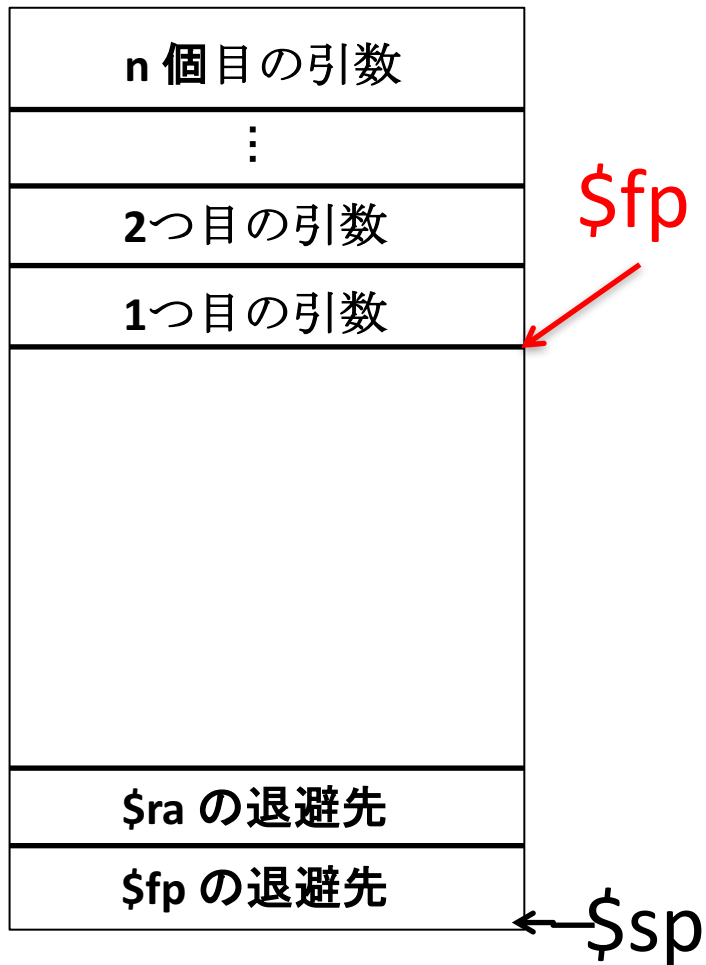 n 個目の引数
⋮
2つ目の引数
$fp
1つ目の引数
$ra の退避先
$fp の退避先
$sp